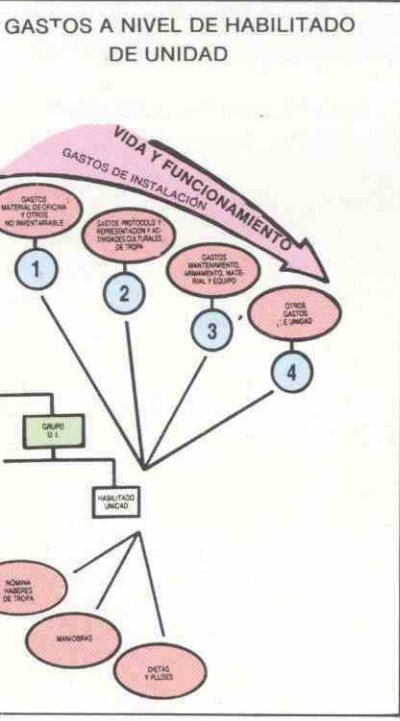 GASTOS A NIVEL DE HABILITADO
DE UNIDAD
VIDA Y FUNCIONAMIENTO
GASTOS DE INSTALACIÓN
GASTOS
MATERIAL DE OFICINA
Y OTROS
NO INVENTARIABLE
1
GASTOS PROTOCOLO Y
REPRESENTACIÓN Y AC-
TIVIDADES CULTURALES
DE TROPA
2
GASTOS
MANTENIMIENTO,
ARMAMENTO, MATE-
RIAL Y EQUIPO
3
OTROS
GASTOS
DE UNIDAD
4
GRUPO
U. I.
HABILITADO
UNIDAD
NÓMINA
HABERES
DE TROPA
MANIOBRAS
DIETAS
Y PLUSES